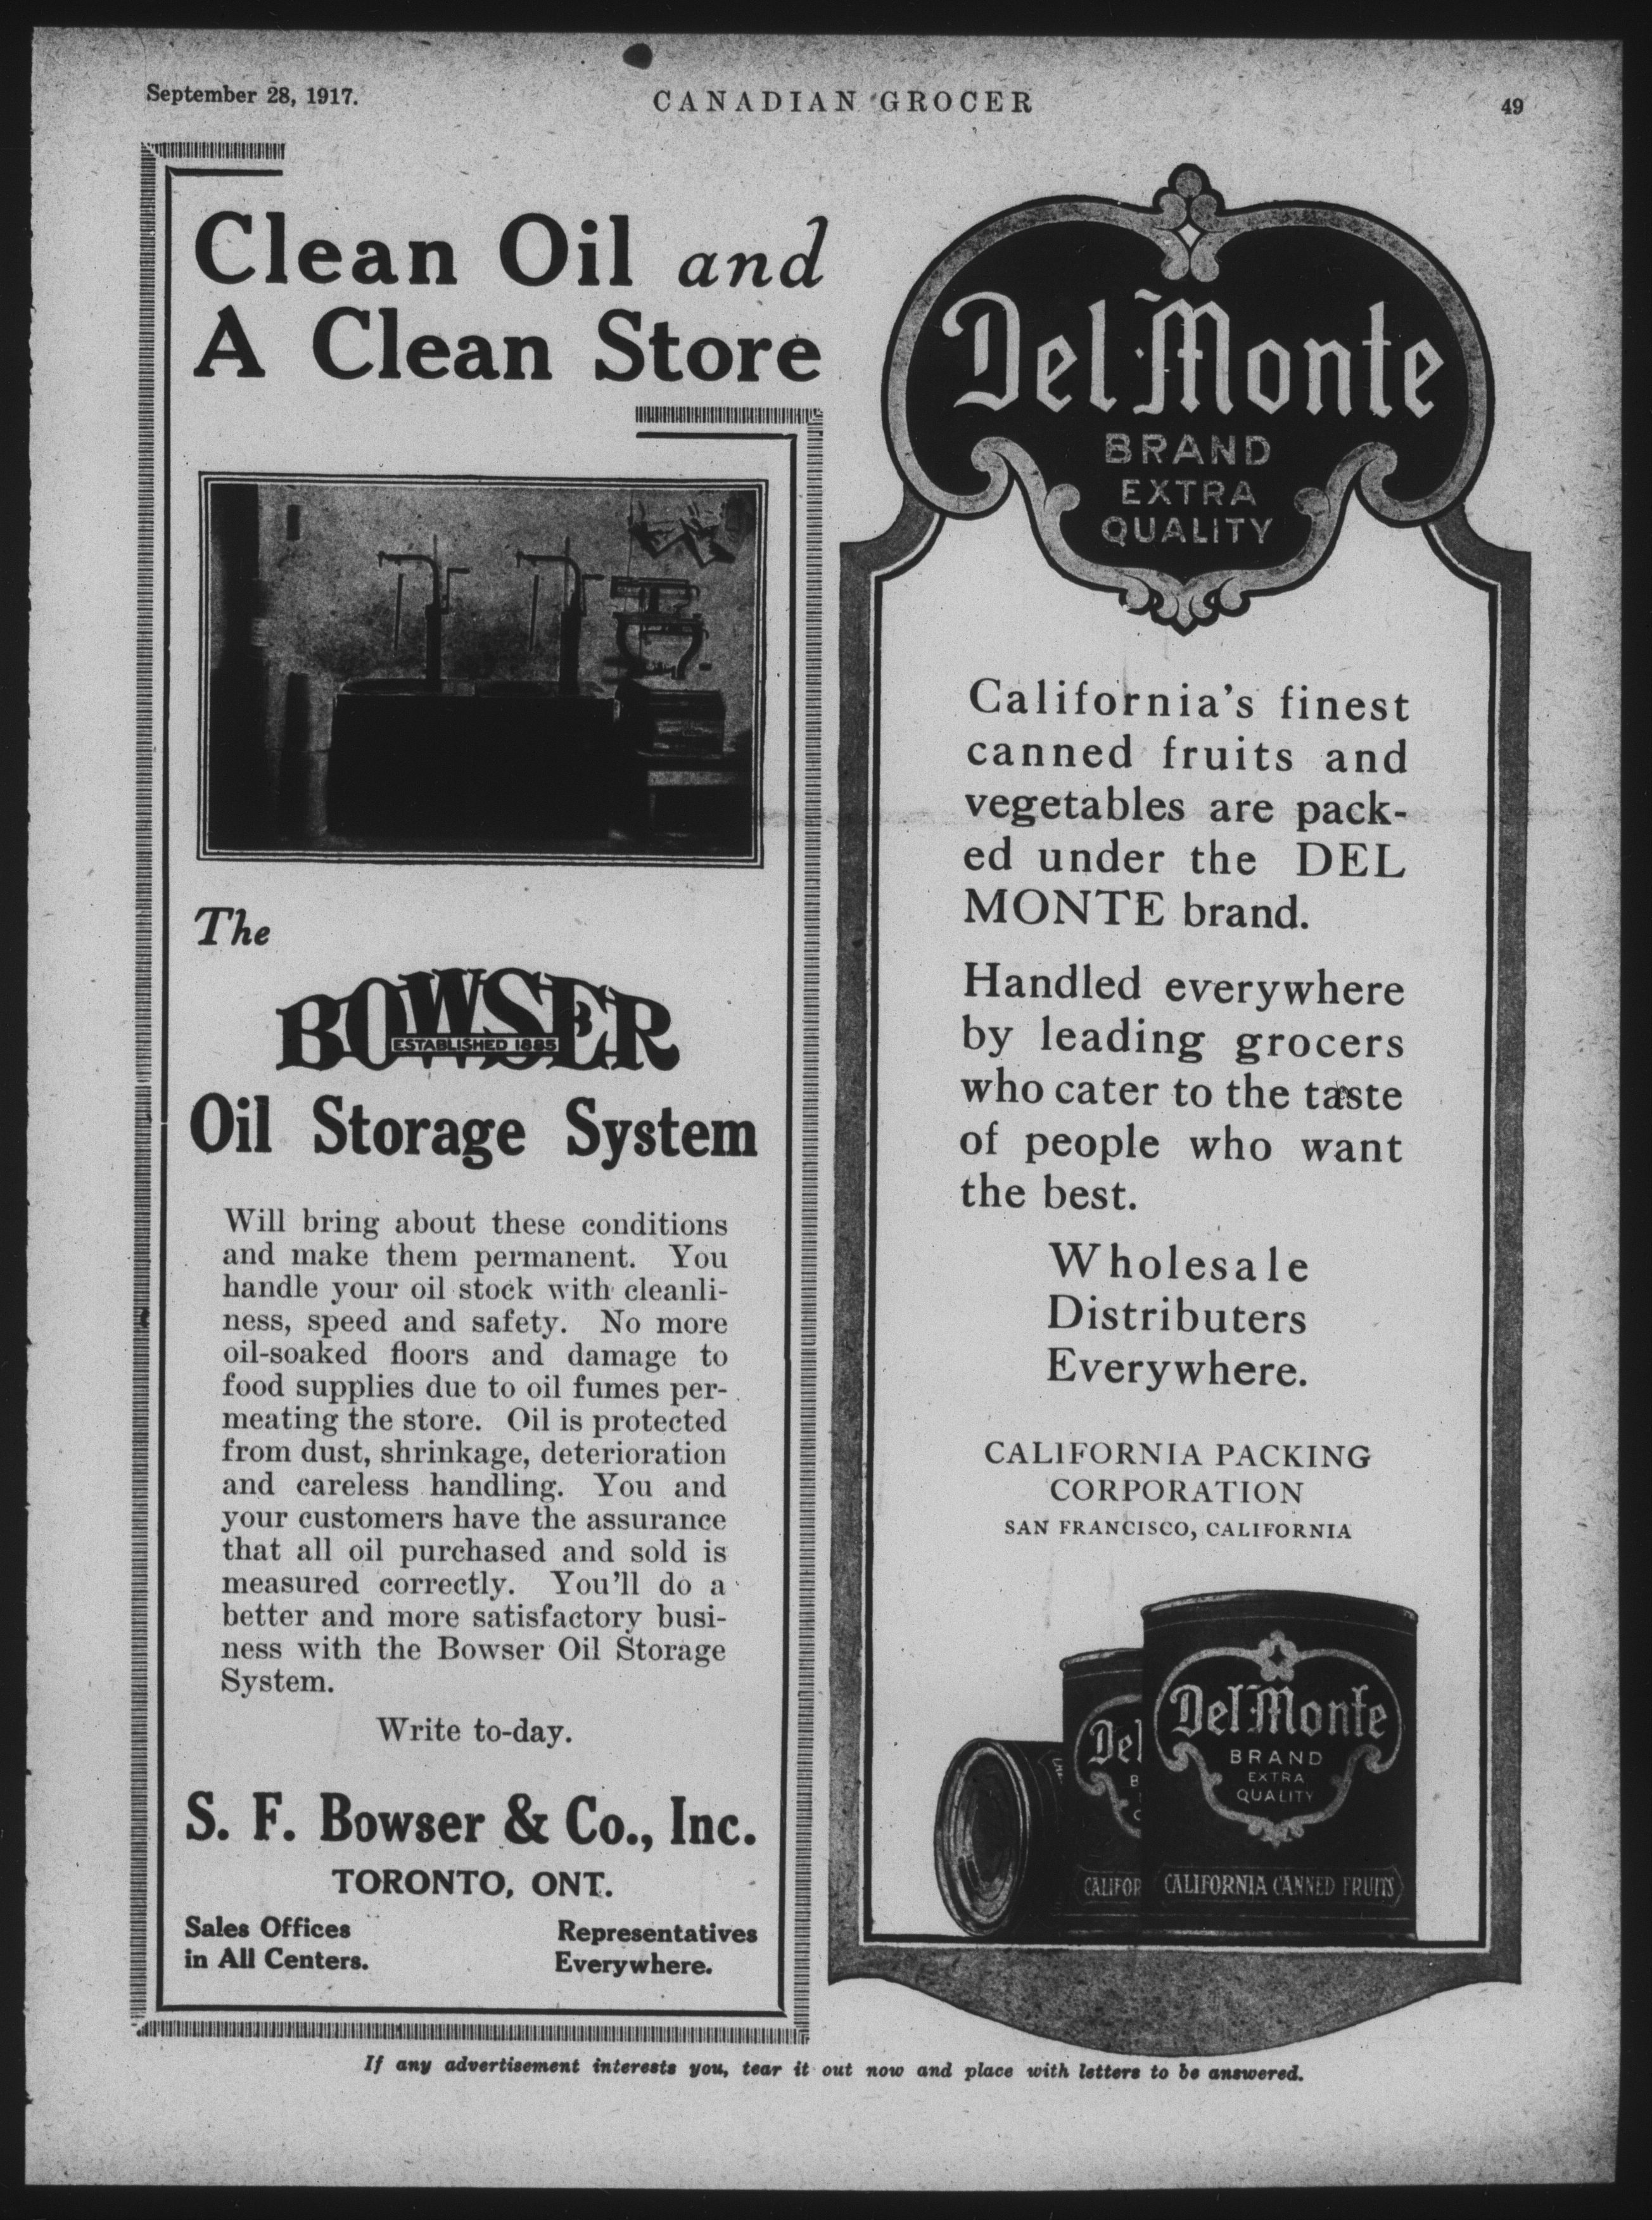 September 28, 1917.
CANADIAN GROCER
49
Clean Oil and
A Clean Store
The
BOWSER
ESTABLISHED 1885
Oil Storage System
Will bring about these conditions
and make them permanent. You
handle your oil stock with cleanli-
ness, speed and safety. No more
oil-soaked floors and damage to
food supplies due to oil fumes per-
meating the store. Oil is protected
from dust, shrinkage, deterioration
and careless handling. You and
your customers have the assurance
that all oil purchased and sold is
measured correctly. You'll do a
better and more satisfactory busi-
ness with the Bowser Oil Storage
System.
Write to-day.
S. F. Bowser & Co., Inc.
TORONTO, ONT.
Sales Offices
in All Centers.
Representatives
Everywhere.
Del Monte
BRAND
EXTRA
QUALITY
California's finest
canned fruits and
vegetables are pack-
ed under the DEL
MONTE brand.
Handled everywhere
by leading grocers
who cater to the taste
of people who want
the best.
Wholesale
Distributers
Everywhere.
CALIFORNIA PACKING
CORPORATION
SAN FRANCISCO, CALIFORNIA
Del
CALIFOR
Del Monte
BRAND
EXTRA
QUALITY
CALIFORNIA CANNED FRUITS
If any advertisement interests you, tear it out now and place with letters to be answered.